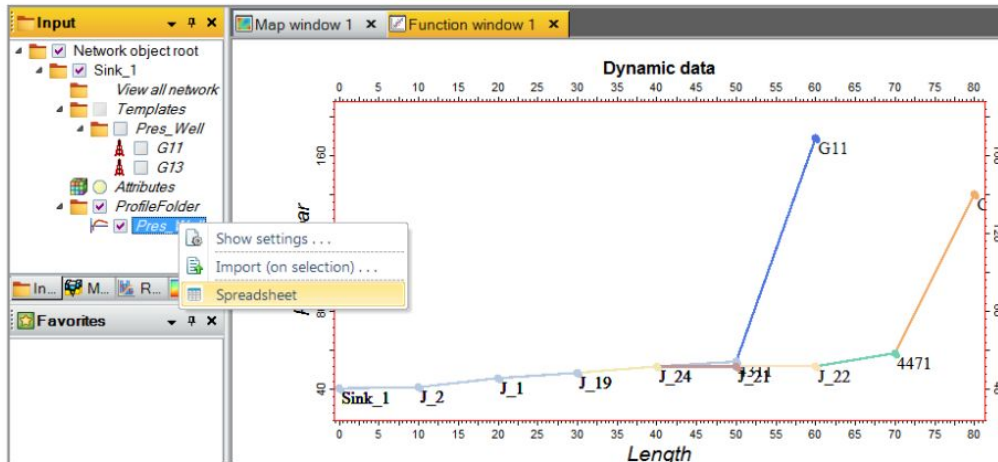 Input
Map window 1
Function window 1
Network object root
Sink_1
View all network
Templates
Pres_Well
G11
G13
Attributes
ProfileFolder
Show settings . . .
Import (on selection) . . .
Spreadsheet
In...
M...
R...
Favorites
Dynamic data
0 5 10 15 20 25 30 35 40 45 50 55 60 65 70 75 80
160
80
40
G11
Sink_1
J_2
J_1
J_19
J_24
J_21
J_22
4471
0 5 10 15 20 25 30 35 40 45 50 55 60 65 70 75 80
Length